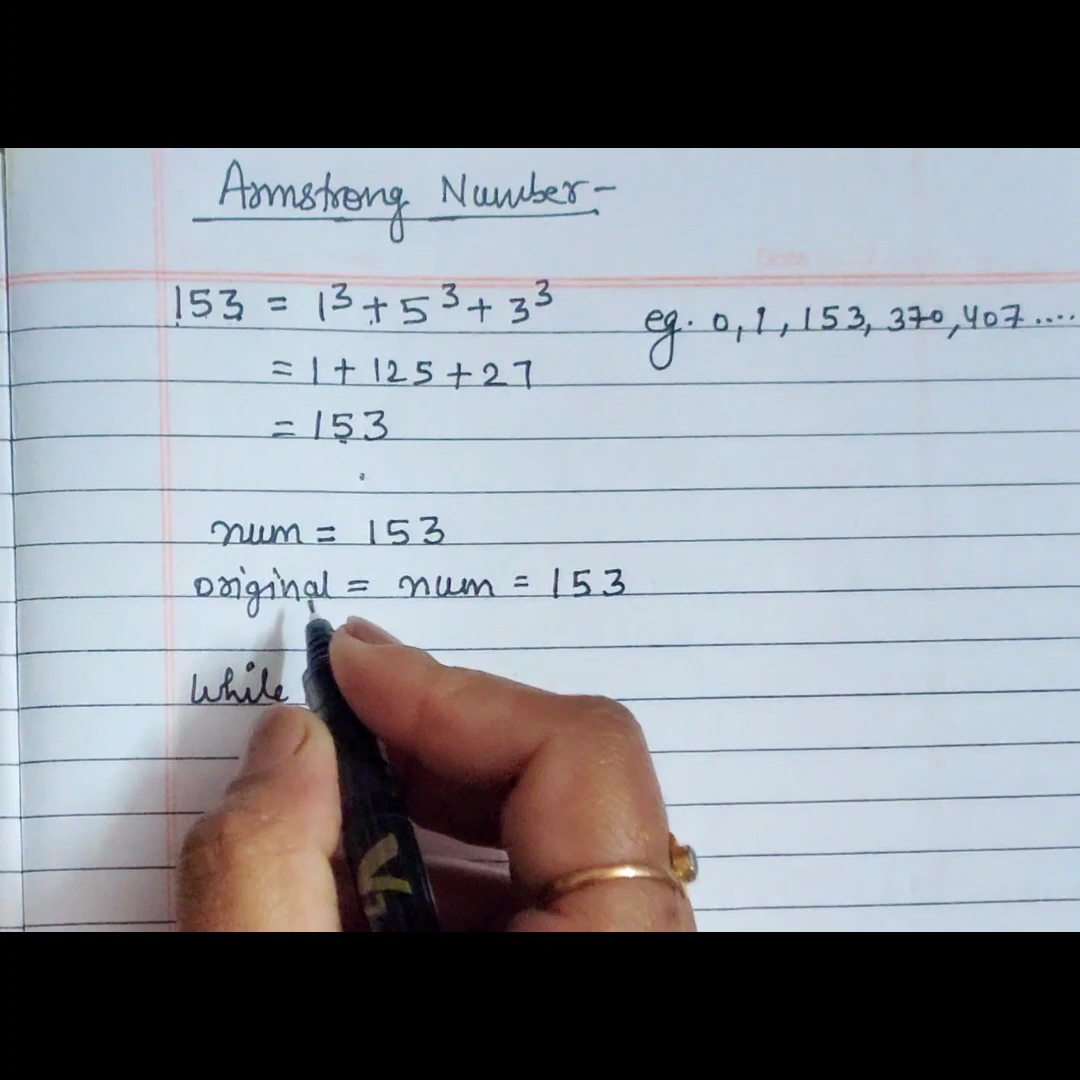 Armstrong Number-
153 = 1³ + 5³ + 3³
= 1 + 125 + 27
= 153
eg. 0, 1, 153, 370, 407 ....
num = 153
original = num = 153
While